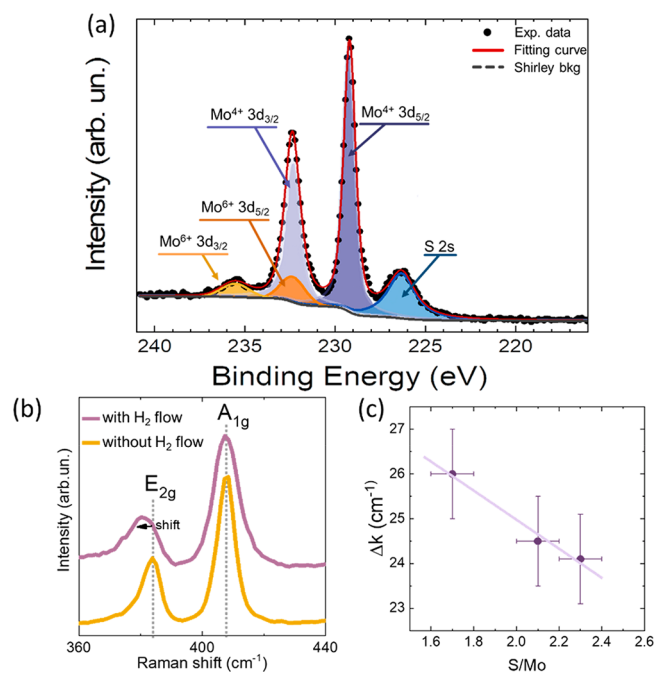 (a)
Exp. data
Fitting curve
Shirley bkg
Mo⁴⁺ 3d₃/₂
Mo⁴⁺ 3d₅/₂
Mo⁶⁺ 3d₅/₂
Mo⁶⁺ 3d₃/₂
S 2s
Intensity (arb. un.)
240 235 230 225 220
Binding Energy (eV)
(b)
with H₂ flow
without H₂ flow
A₁g
E₂g
shift
Intensity (arb.un.)
360 400 440
Raman shift (cm⁻¹)
(c)
27
26
25
24
23
Δk (cm⁻¹)
1.6 1.8 2.0 2.2 2.4
S/Mo